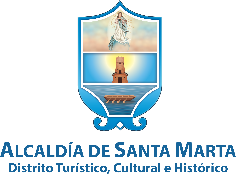 ALCALDÍA DE SANTA MARTA
Distrito Turístico, Cultural e Histórico